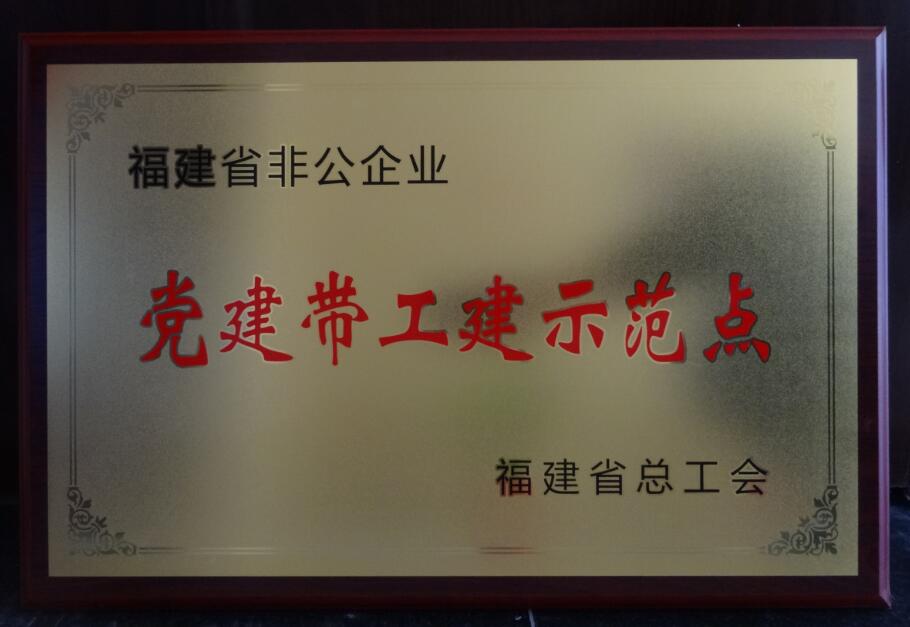 福建省非公企业
党建带工建示范点
福建省总工会